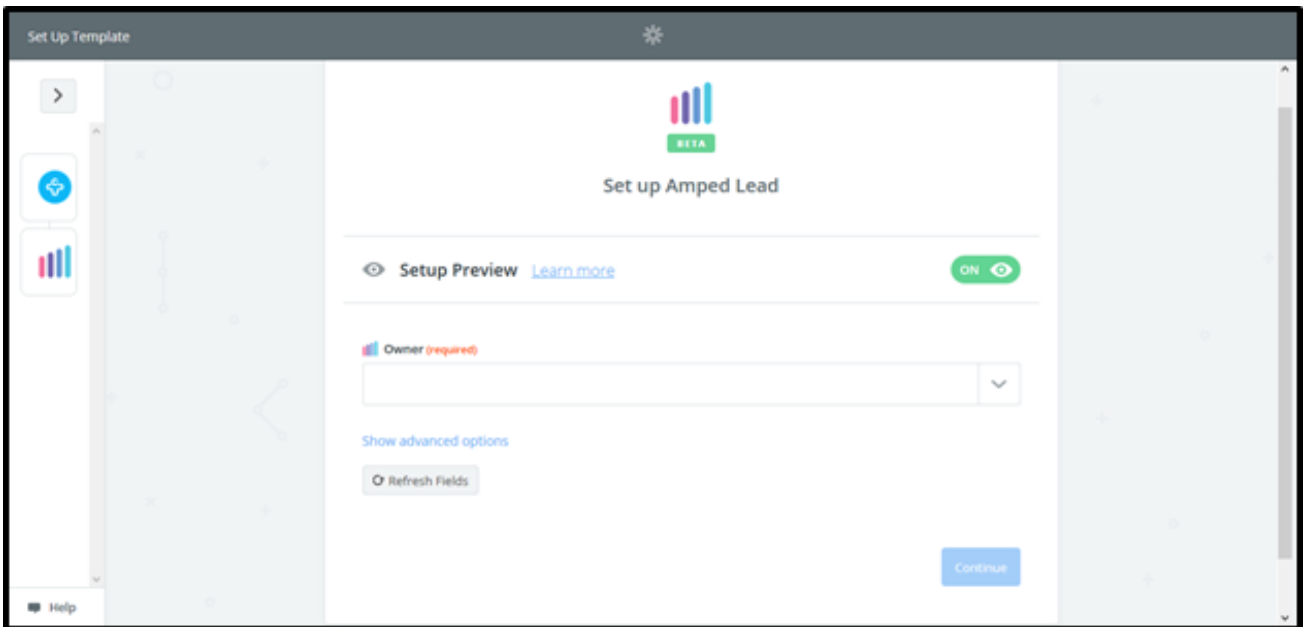 Set Up Template
BETA
Set up Amped Lead
Setup Preview Learn more
ON
Owner (required)
Show advanced options
Refresh Fields
Continue
Help